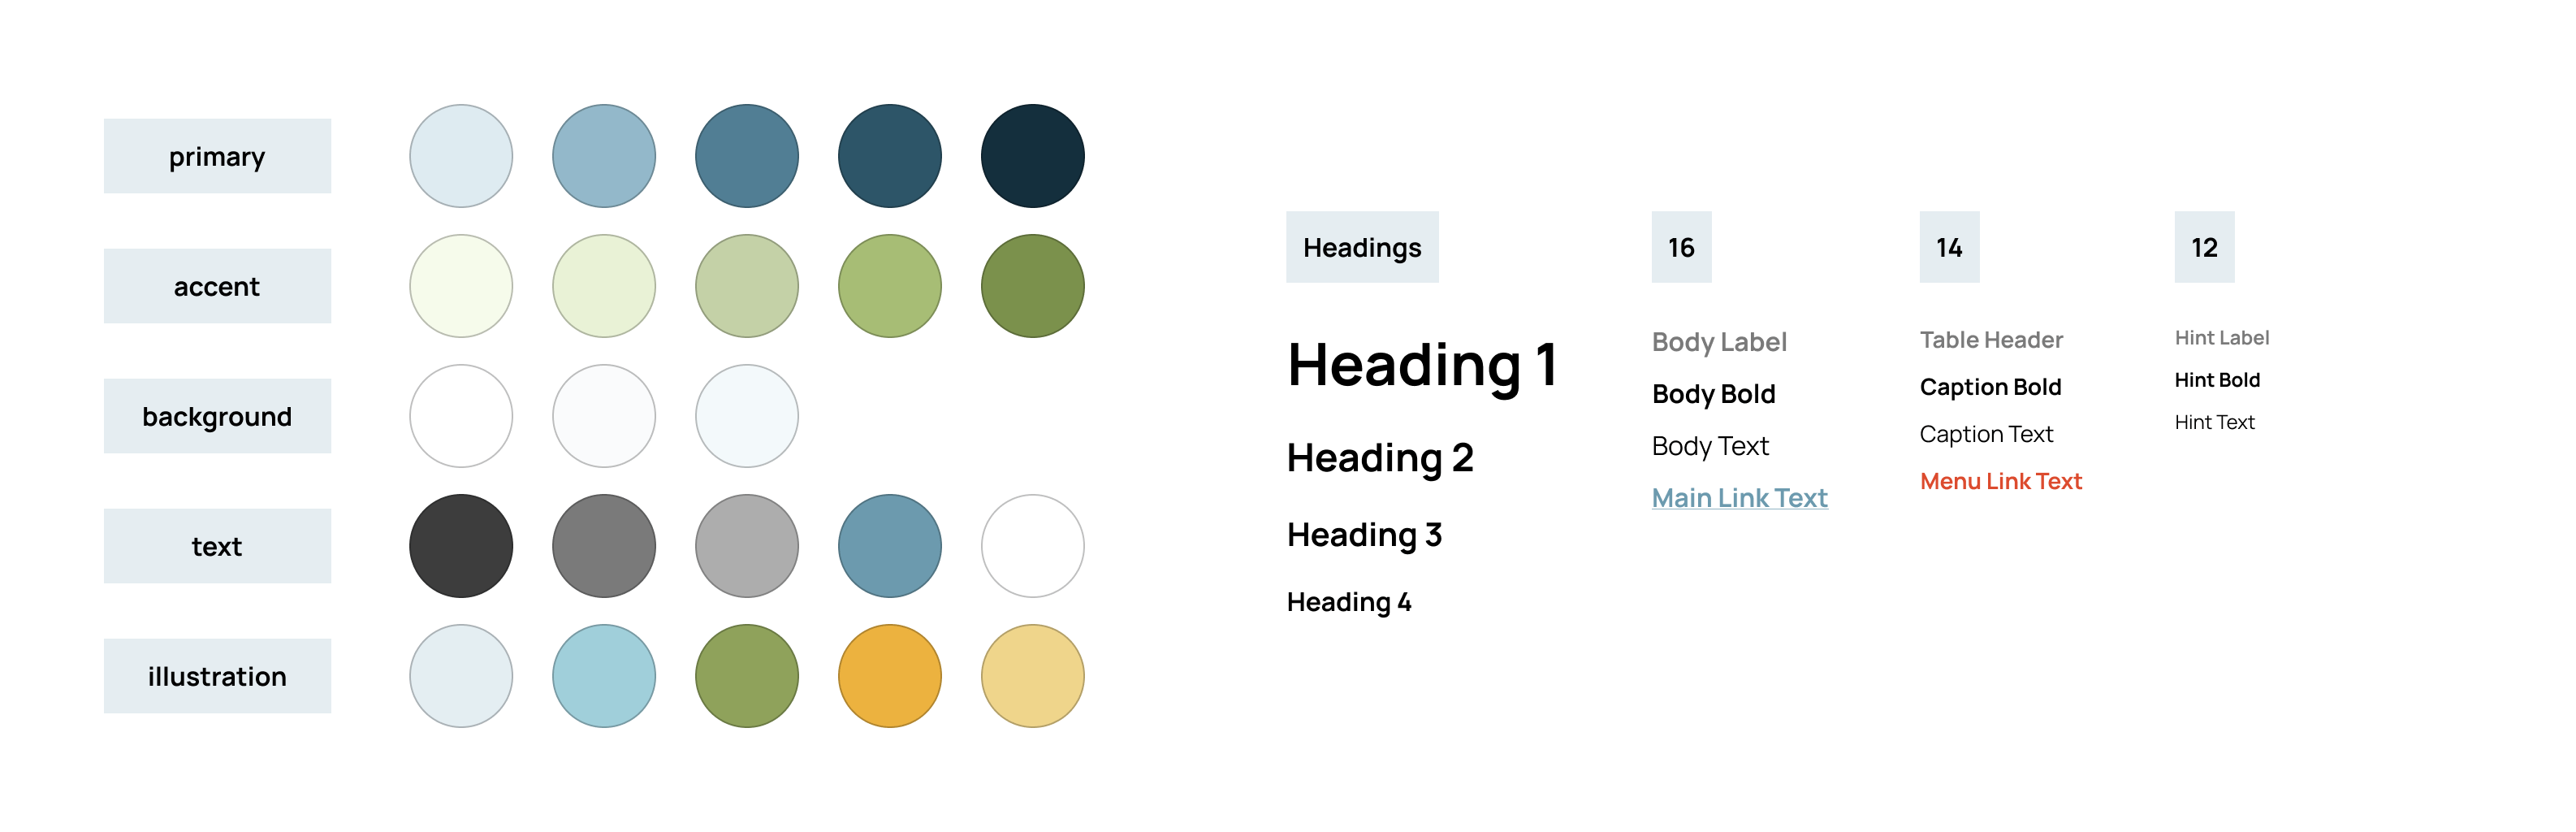 primary
accent
background
text
illustration
Headings
Heading 1
Heading 2
Heading 3
Heading 4
16
Body Label
Body Bold
Body Text
Main Link Text
14
Table Header
Caption Bold
Caption Text
Menu Link Text
12
Hint Label
Hint Bold
Hint Text